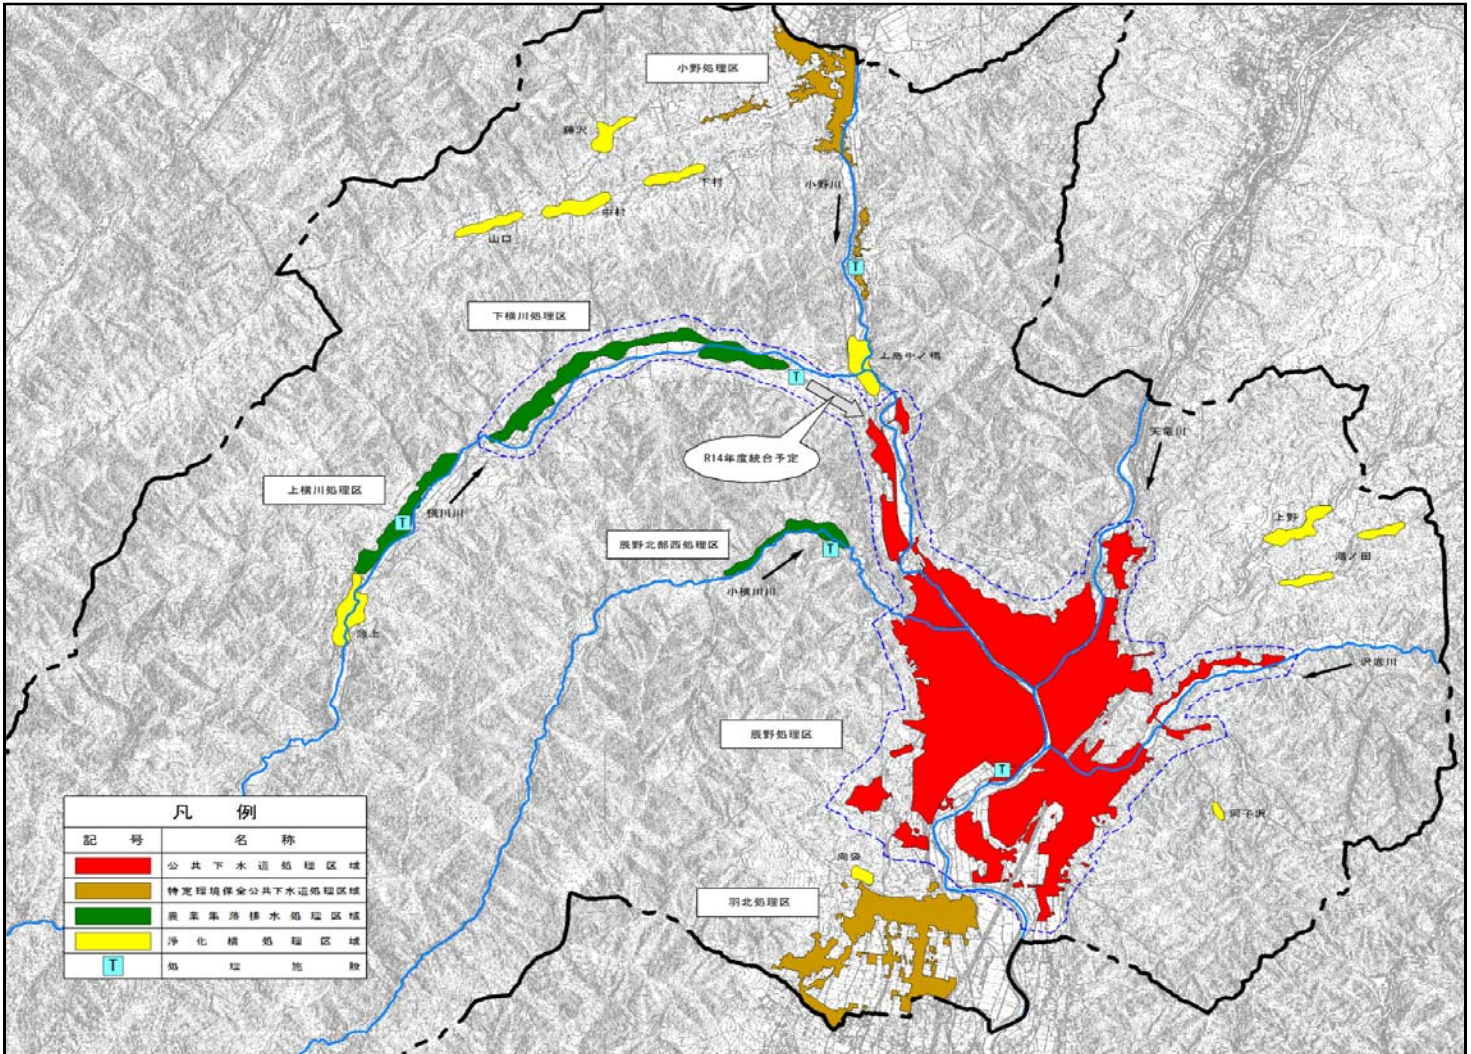 小野処理区
藤沢
下村
中村
山口
小野川
T
下横川処理区
上島中ノ橋
T
R14年度統合予定
天竜川
上横川処理区
横川川
T
上野
鴻ノ田
辰野北部西処理区
T
小横川川
源上
沢底川
辰野処理区
T
向袋
羽北処理区
凡例
記号 名称
公共下水道処理区域
特定環境保全公共下水道処理区域
農業集落排水処理区域
浄化槽処理区域
T 処理施設